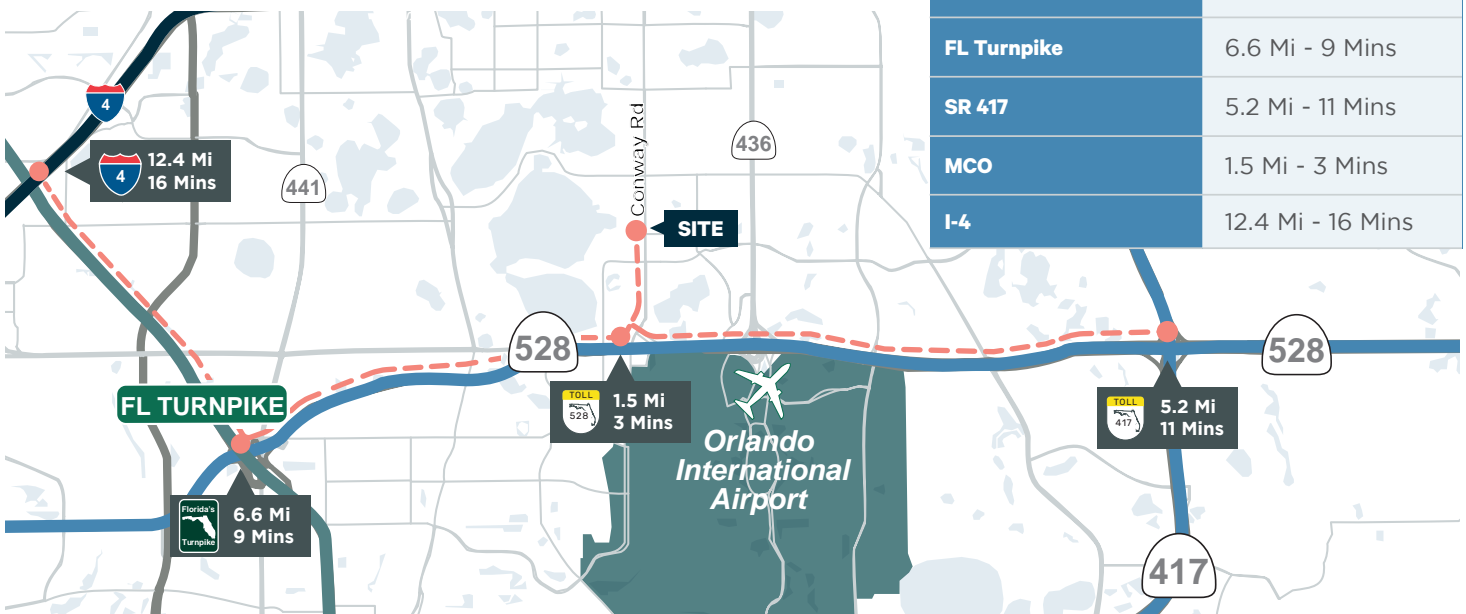 FL Turnpike 6.6 Mi - 9 Mins
SR 417 5.2 Mi - 11 Mins
MCO 1.5 Mi - 3 Mins
I-4 12.4 Mi - 16 Mins
4
4
12.4 Mi
16 Mins
441
Conway Rd
436
SITE
528
528
FL TURNPIKE
TOLL
528
1.5 Mi
3 Mins
TOLL
417
5.2 Mi
11 Mins
Orlando
International
Airport
Florida's
Turnpike
6.6 Mi
9 Mins
417